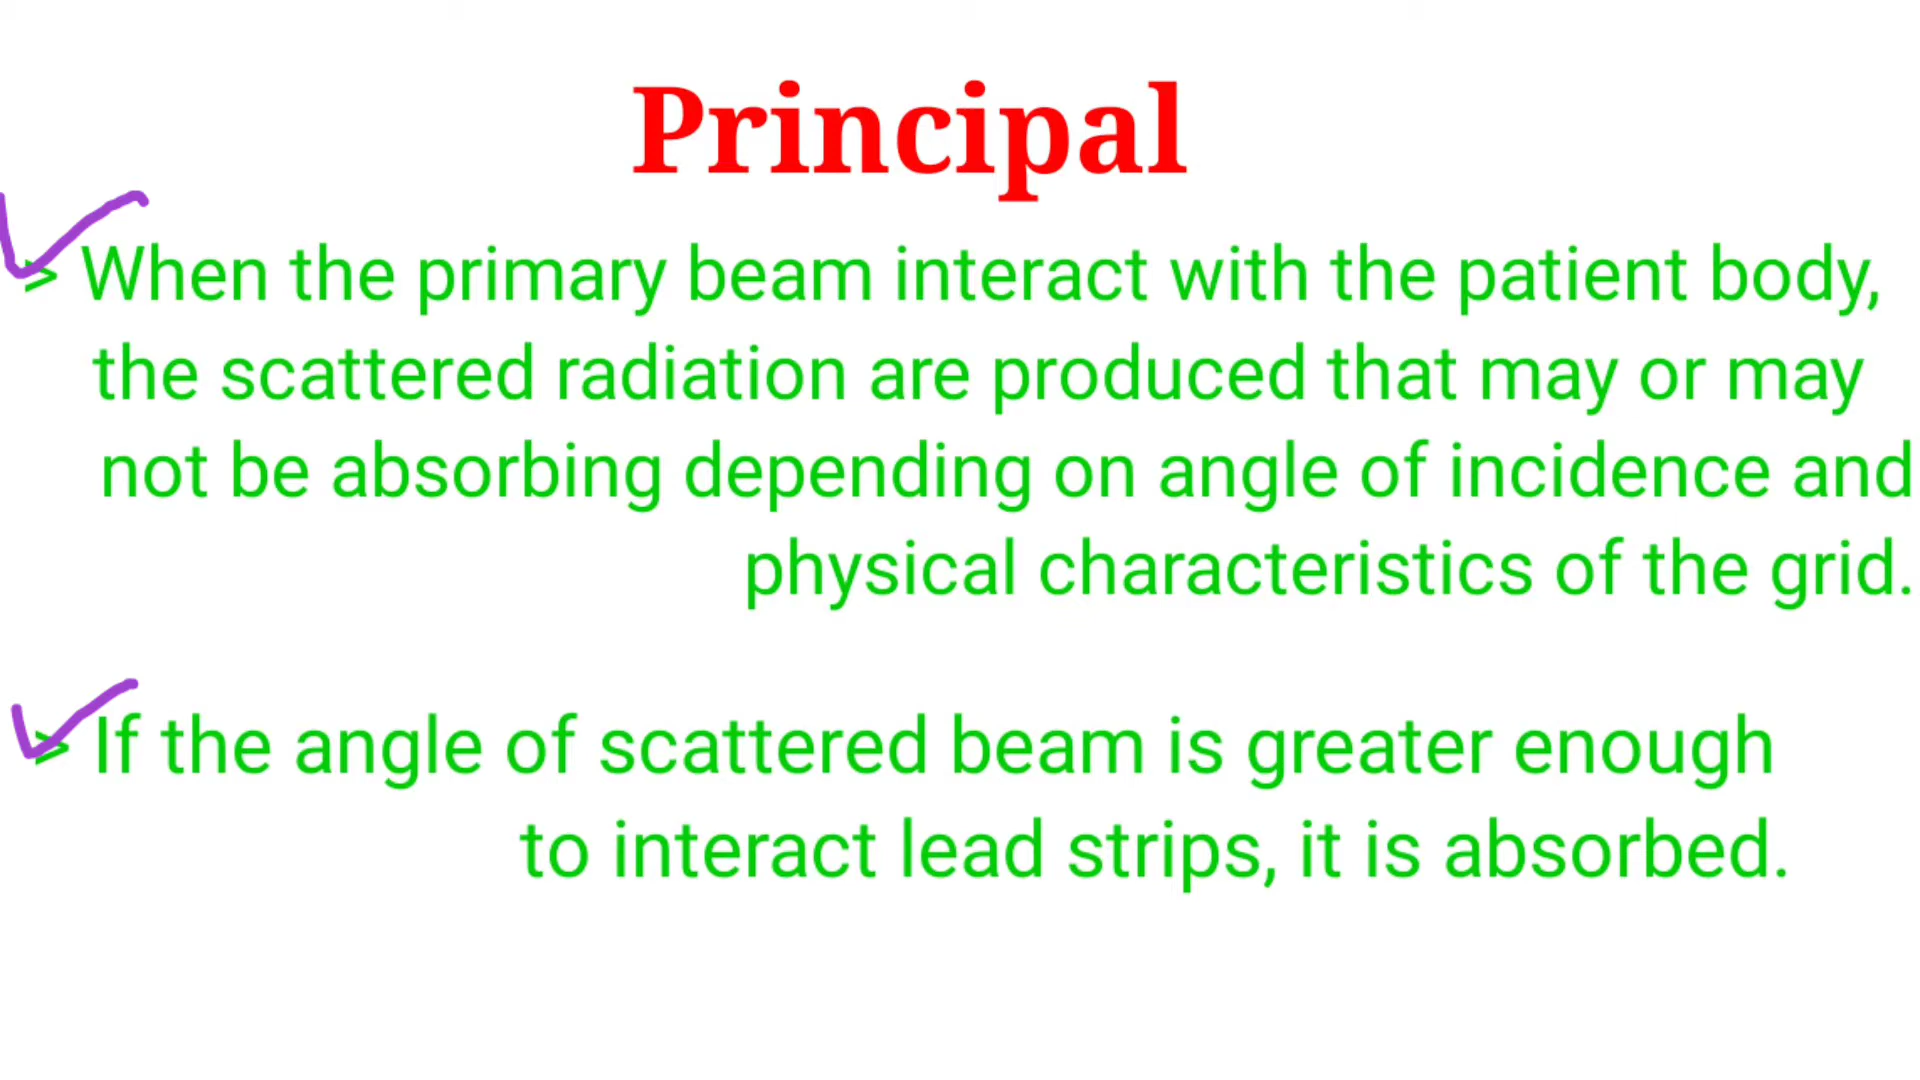 Principal
> When the primary beam interact with the patient body,
the scattered radiation are produced that may or may
not be absorbing depending on angle of incidence and
physical characteristics of the grid.
> If the angle of scattered beam is greater enough
to interact lead strips, it is absorbed.